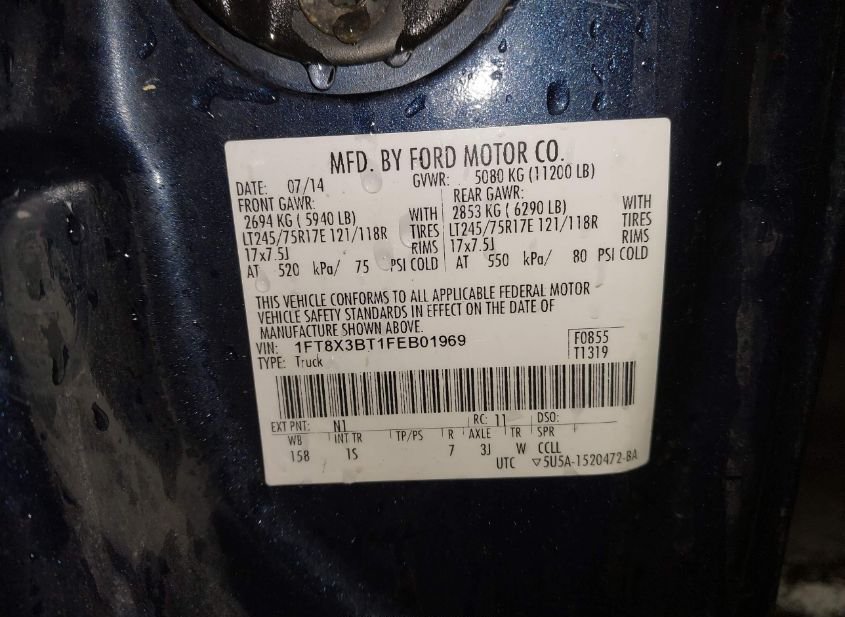 MFD. BY FORD MOTOR CO.
DATE: 07/14 GVWR: 5080 KG (11200 LB)
FRONT GAWR: REAR GAWR:
2694 KG ( 5940 LB) WITH 2853 KG ( 6290 LB) WITH
LT245/75R17E 121/118R TIRES LT245/75R17E 121/118R TIRES
17x7.5J RIMS 17x7.5J RIMS
AT 520 kPa/ 75 PSI COLD AT 550 kPa/ 80 PSI COLD
THIS VEHICLE CONFORMS TO ALL APPLICABLE FEDERAL MOTOR
VEHICLE SAFETY STANDARDS IN EFFECT ON THE DATE OF
MANUFACTURE SHOWN ABOVE.
VIN: 1FT8X3BT1FEB01969 F0855
TYPE: Truck T1319
EXT PNT: N1 RC: 11 DSO:
WB INT TR TP/PS R AXLE TR SPR
158 1S 7 3J W CCLL
UTC ▽5U5A-1520472-BA